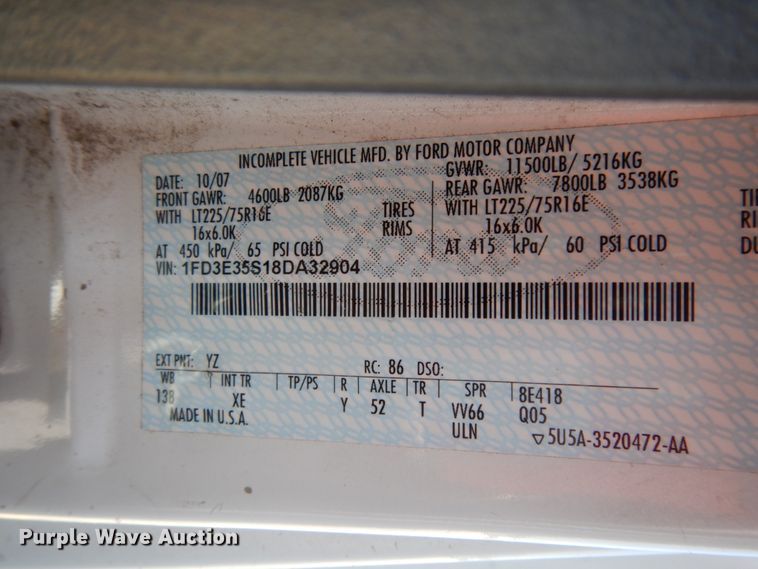 INCOMPLETE VEHICLE MFD. BY FORD MOTOR COMPANY
DATE: 10/07 GVWR: 11500LB/ 5216KG
FRONT GAWR: 4600LB 2087KG REAR GAWR: 7800LB 3538KG
WITH LT225/75R16E TIRES WITH LT225/75R16E TI
16x6.0K RIMS 16x6.0K RI
AT 450 kPa/ 65 PSI COLD AT 415 kPa/ 60 PSI COLD DU
VIN: 1FD3E35S18DA32904
EXT PNT: YZ RC: 86 DSO:
WB INT TR TP/PS R AXLE TR SPR 8E418
138 XE Y 52 T VV66 Q05
MADE IN U.S.A. ULN ▽5U5A-3520472-AA
Purple Wave Auction